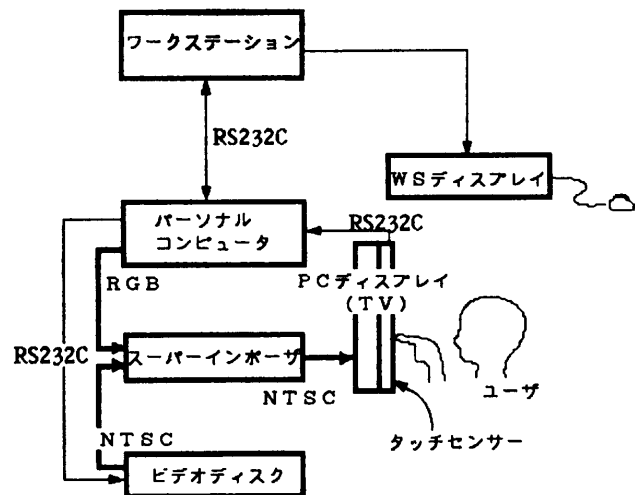 ワークステーション
RS232C
WSディスプレイ
パーソナル
コンピュータ
RS232C
RGB
PCディスプレイ
(TV)
RS232C
スーパーインポーザ
NTSC
ユーザ
NTSC
タッチセンサー
ビデオディスク